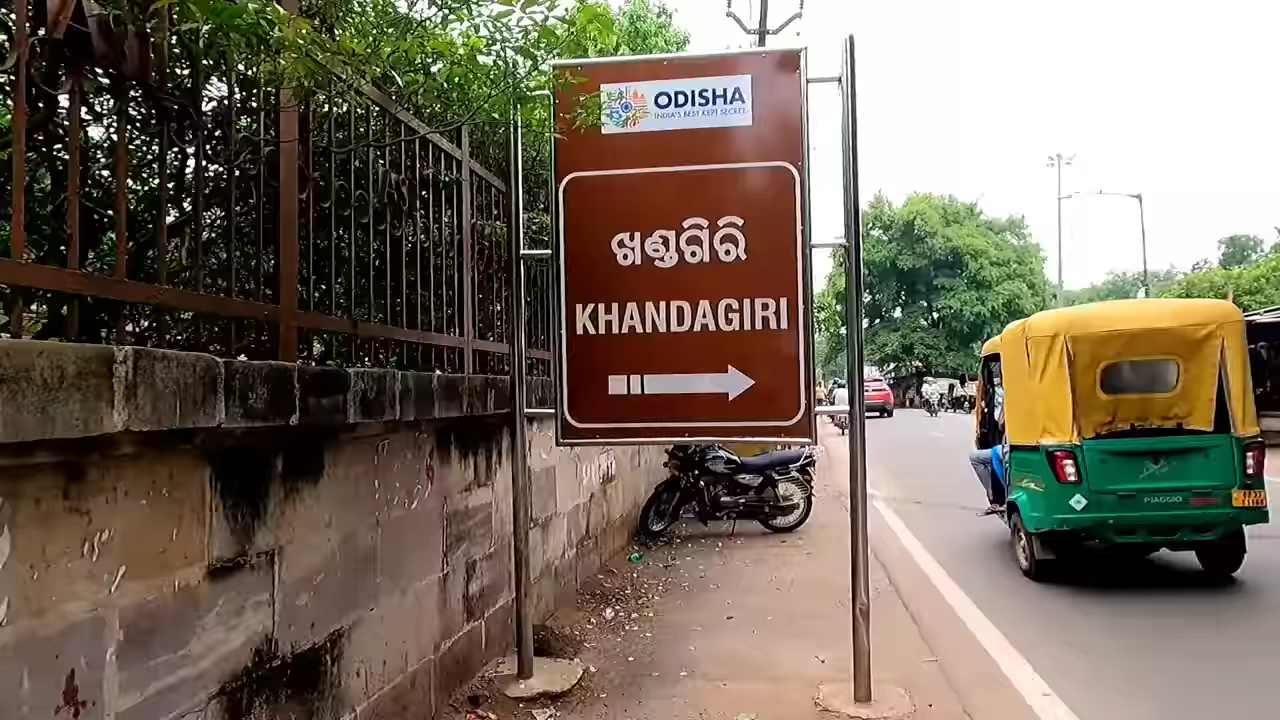 ODISHA
INDIA'S BEST KEPT SECRET
ଖଣ୍ଡଗିରି
KHANDAGIRI
PIAGGIO